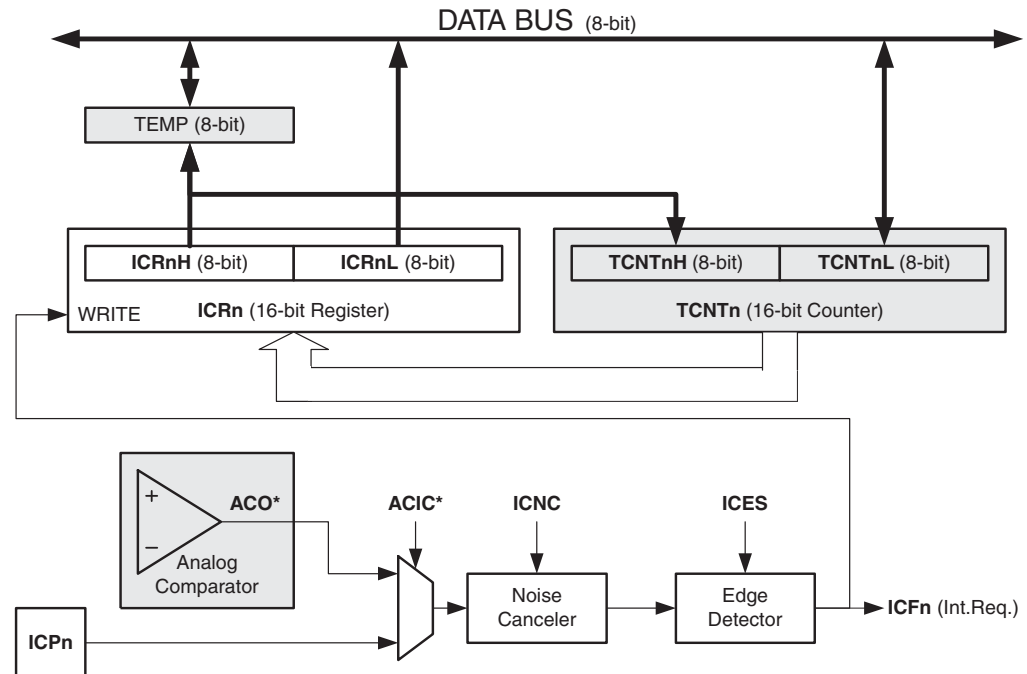 DATA BUS (8-bit)
TEMP (8-bit)
ICRnH (8-bit) ICRnL (8-bit) TCNTnH (8-bit) TCNTnL (8-bit)
WRITE ICRn (16-bit Register) TCNTn (16-bit Counter)
+ ACO* ACIC* ICNC ICES
−
Analog
Comparator
Noise
Canceler
Edge
Detector
ICFn (Int.Req.)
ICPn